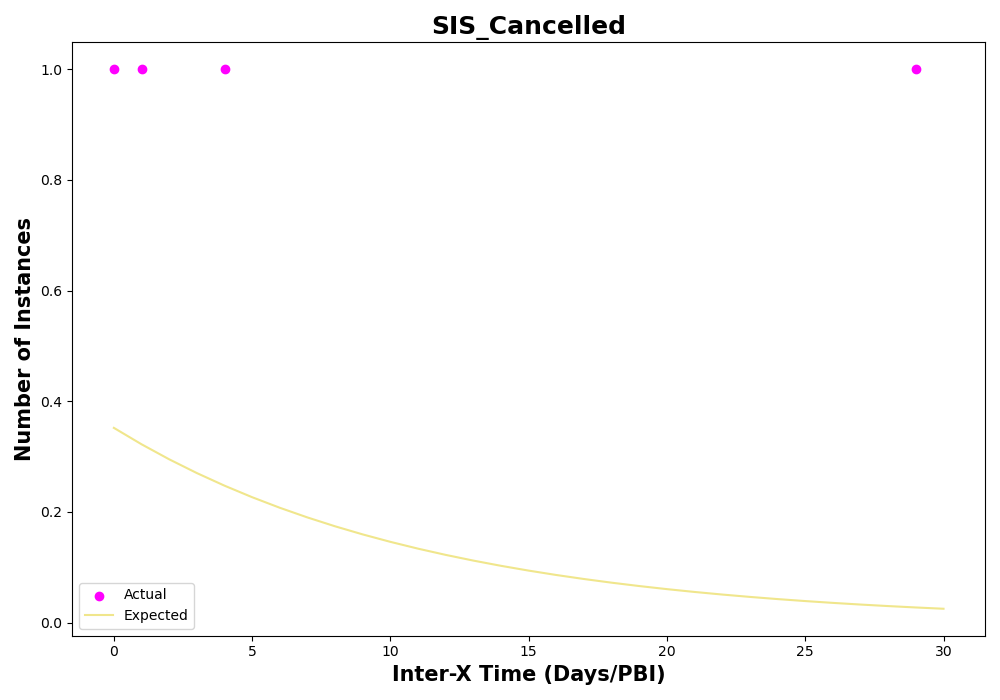 SIS_Cancelled
Number of Instances
1.0
0.8
0.6
0.4
0.2
0.0
Actual
Expected
0 5 10 15 20 25 30
Inter-X Time (Days/PBI)